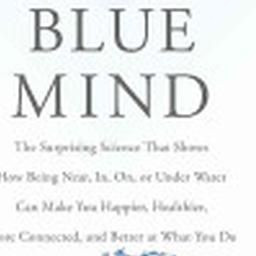 BLUE
MIND
The Surprising Science That Shows
How Being Near, In, On, or Under Water
Can Make You Happier, Healthier,
ore Connected, and Better at What You Do